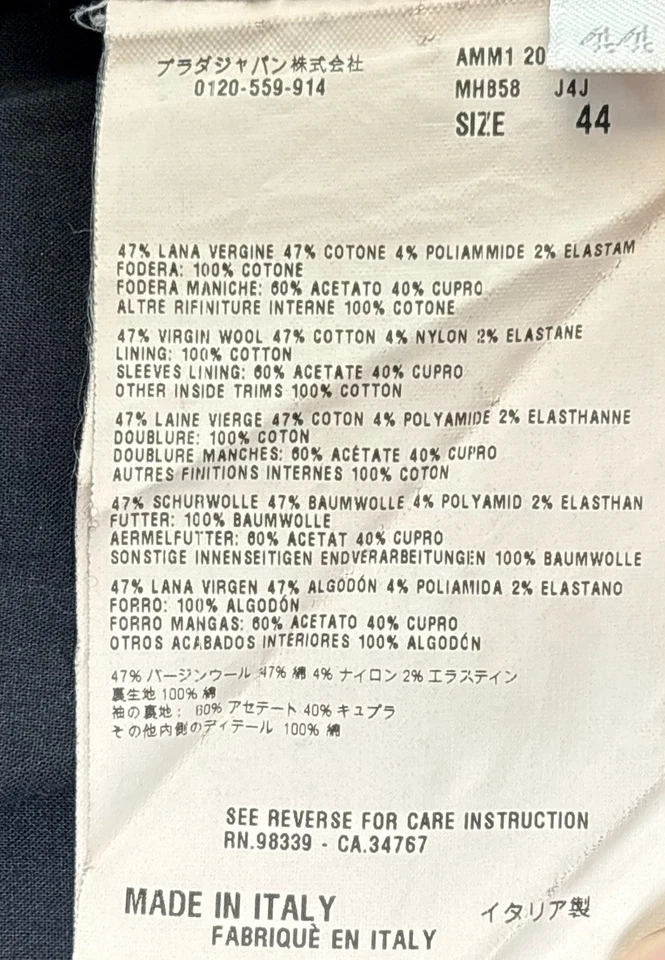 プラダジャパン株式会社
0120-559-914
AMM1 20
MHB58 J4J
SIZE 44
47% LANA VERGINE 47% COTONE 4% POLIAMMIDE 2% ELASTAM
FODERA: 100% COTONE
FODERA MANICHE: 60% ACETATO 40% CUPRO
ALTRE RIFINITURE INTERNE 100% COTONE
47% VIRGIN WOOL 47% COTTON 4% NYLON 2% ELASTANE
LINING: 100% COTTON
SLEEVES LINING: 60% ACETATE 40% CUPRO
OTHER INSIDE TRIMS 100% COTTON
47% LAINE VIERGE 47% COTON 4% POLYAMIDE 2% ELASTHANNE
DOUBLURE: 100% COTON
DOUBLURE MANCHES: 60% ACÉTATE 40% CUPRO
AUTRES FINITIONS INTERNES 100% COTON
47% SCHURWOLLE 47% BAUMWOLLE 4% POLYAMID 2% ELASTHAN
FUTTER: 100% BAUMWOLLE
AERMELFUTTER: 60% ACETAT 40% CUPRO
SONSTIGE INNENSEITIGEN ENDVERARBEITUNGEN 100% BAUMWOLLE
47% LANA VIRGEN 47% ALGODÓN 4% POLIAMIDA 2% ELASTANO
FORRO: 100% ALGODÓN
FORRO MANGAS: 60% ACETATO 40% CUPRO
OTROS ACABADOS INTERIORES 100% ALGODÓN
47% バージンウール 47% 綿 4% ナイロン 2% エラステイン
裏生地 100% 綿
袖の裏地: 60% アセテート 40% キュプラ
その他内側のディテール 100% 綿
SEE REVERSE FOR CARE INSTRUCTION
RN.98339 - CA.34767
MADE IN ITALY イタリア製
FABRIQUÈ EN ITALY